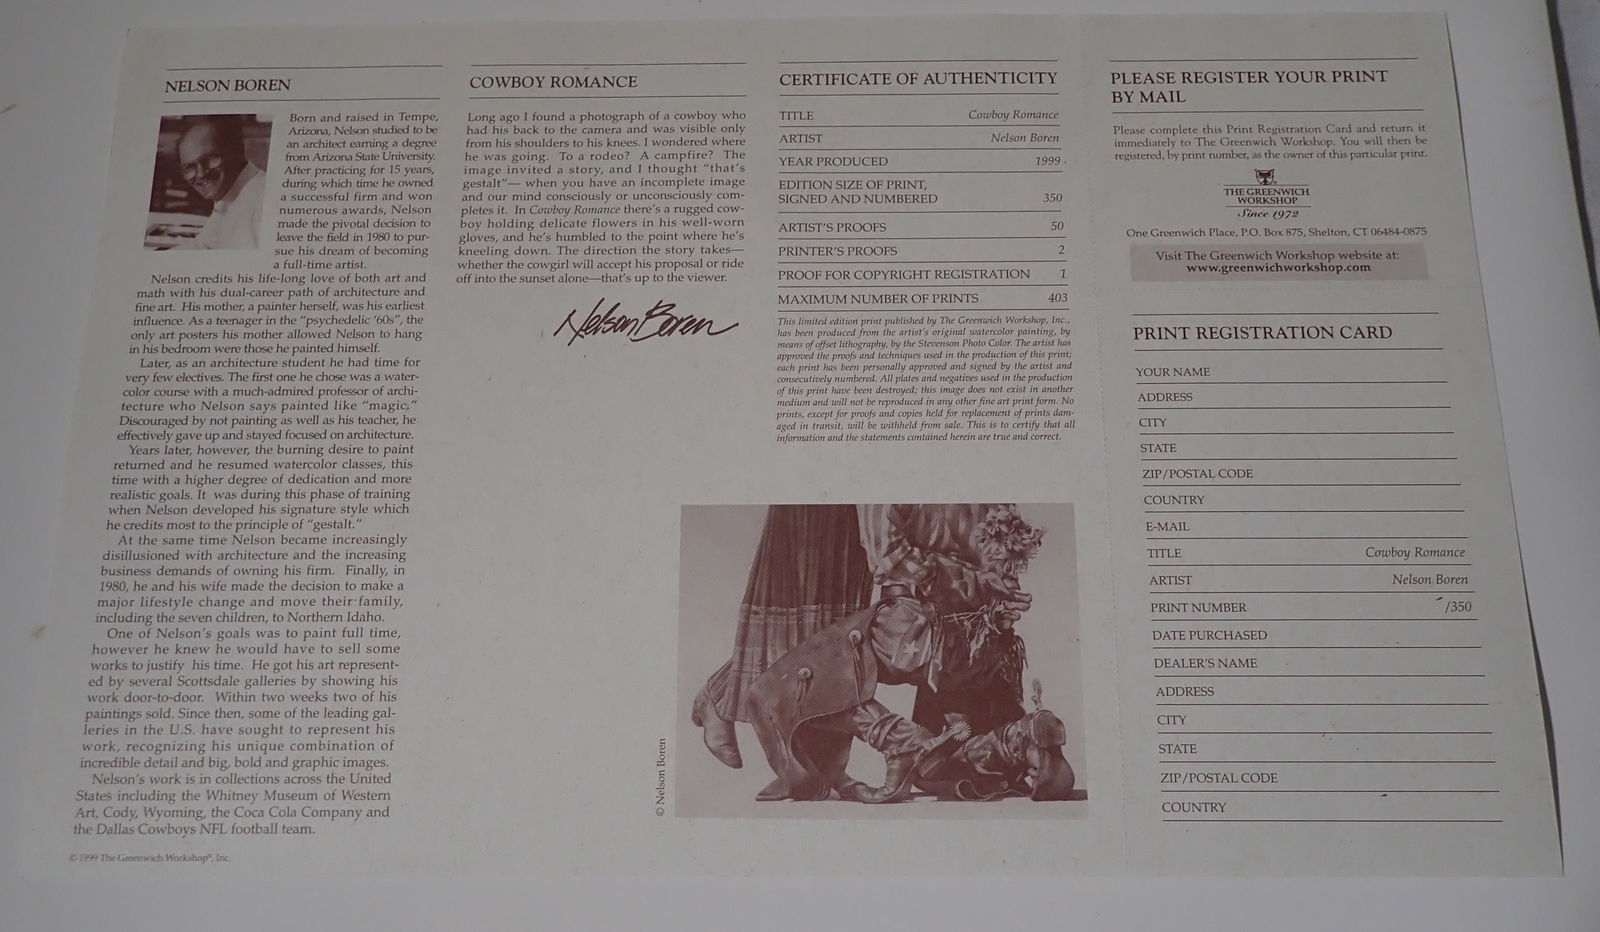 NELSON BOREN
Born and raised in Tempe,
Arizona, Nelson studied to be
an architect earning a degree
from Arizona State University.
After practicing for 15 years,
during which time he owned
a successful firm and won
numerous awards, Nelson
made the pivotal decision to
leave the field in 1980 to pur-
sue his dream of becoming
a full-time artist.
Nelson credits his life-long love of both art and
math with his dual-career path of architecture and
fine art. His mother, a painter herself, was his earliest
influence. As a teenager in the "psychedelic '60s", the
only art posters his mother allowed Nelson to hang
in his bedroom were those he painted himself.
Later, as an architecture student he had time for
very few electives. The first one he chose was a water-
color course with a much-admired professor of archi-
tecture who Nelson says painted like "magic."
Discouraged by not painting as well as his teacher, he
effectively gave up and stayed focused on architecture.
Years later, however, the burning desire to paint
returned and he resumed watercolor classes, this
time with a higher degree of dedication and more
realistic goals. It was during this phase of training
when Nelson developed his signature style which
he credits most to the principle of "gestalt."
At the same time Nelson became increasingly
disillusioned with architecture and the increasing
business demands of owning his firm. Finally, in
1980, he and his wife made the decision to make a
major lifestyle change and move their family,
including the seven children, to Northern Idaho.
One of Nelson's goals was to paint full time,
however he knew he would have to sell some
works to justify his time. He got his art represent-
ed by several Scottsdale galleries by showing his
work door-to-door. Within two weeks two of his
paintings sold. Since then, some of the leading gal-
leries in the U.S. have sought to represent his
work, recognizing his unique combination of
incredible detail and big, bold and graphic images.
Nelson's work is in collections across the United
States including the Whitney Museum of Western
Art, Cody, Wyoming, the Coca Cola Company and
the Dallas Cowboys NFL football team.
© 1999 The Greenwich Workshop®, Inc.
COWBOY ROMANCE
Long ago I found a photograph of a cowboy who
had his back to the camera and was visible only
from his shoulders to his knees. I wondered where
he was going. To a rodeo? A campfire? The
image invited a story, and I thought "that's
gestalt"— when you have an incomplete image
and our mind consciously or unconsciously com-
pletes it. In Cowboy Romance there's a rugged cow-
boy holding delicate flowers in his well-worn
gloves, and he's humbled to the point where he's
kneeling down. The direction the story takes—
whether the cowgirl will accept his proposal or ride
off into the sunset alone—that's up to the viewer.
Nelson Boren
© Nelson Boren
CERTIFICATE OF AUTHENTICITY
TITLE Cowboy Romance
ARTIST Nelson Boren
YEAR PRODUCED 1999
EDITION SIZE OF PRINT,
SIGNED AND NUMBERED 350
ARTIST'S PROOFS 50
PRINTER'S PROOFS 2
PROOF FOR COPYRIGHT REGISTRATION 1
MAXIMUM NUMBER OF PRINTS 403
This limited edition print published by The Greenwich Workshop, Inc.,
has been produced from the artist's original watercolor painting, by
means of offset lithography, by the Stevenson Photo Color. The artist has
approved the proofs and techniques used in the production of this print;
each print has been personally approved and signed by the artist and
consecutively numbered. All plates and negatives used in the production
of this print have been destroyed; this image does not exist in another
medium and will not be reproduced in any other fine art print form. No
prints, except for proofs and copies held for replacement of prints dam-
aged in transit, will be withheld from sale. This is to certify that all
information and the statements contained herein are true and correct.
PLEASE REGISTER YOUR PRINT
BY MAIL
Please complete this Print Registration Card and return it
immediately to The Greenwich Workshop. You will then be
registered, by print number, as the owner of this particular print.
THE GREENWICH
WORKSHOP
Since 1972
One Greenwich Place, P.O. Box 875, Shelton, CT 06484-0875
Visit The Greenwich Workshop website at:
www.greenwichworkshop.com
PRINT REGISTRATION CARD
YOUR NAME
ADDRESS
CITY
STATE
ZIP/POSTAL CODE
COUNTRY
E-MAIL
TITLE Cowboy Romance
ARTIST Nelson Boren
PRINT NUMBER /350
DATE PURCHASED
DEALER'S NAME
ADDRESS
CITY
STATE
ZIP/POSTAL CODE
COUNTRY